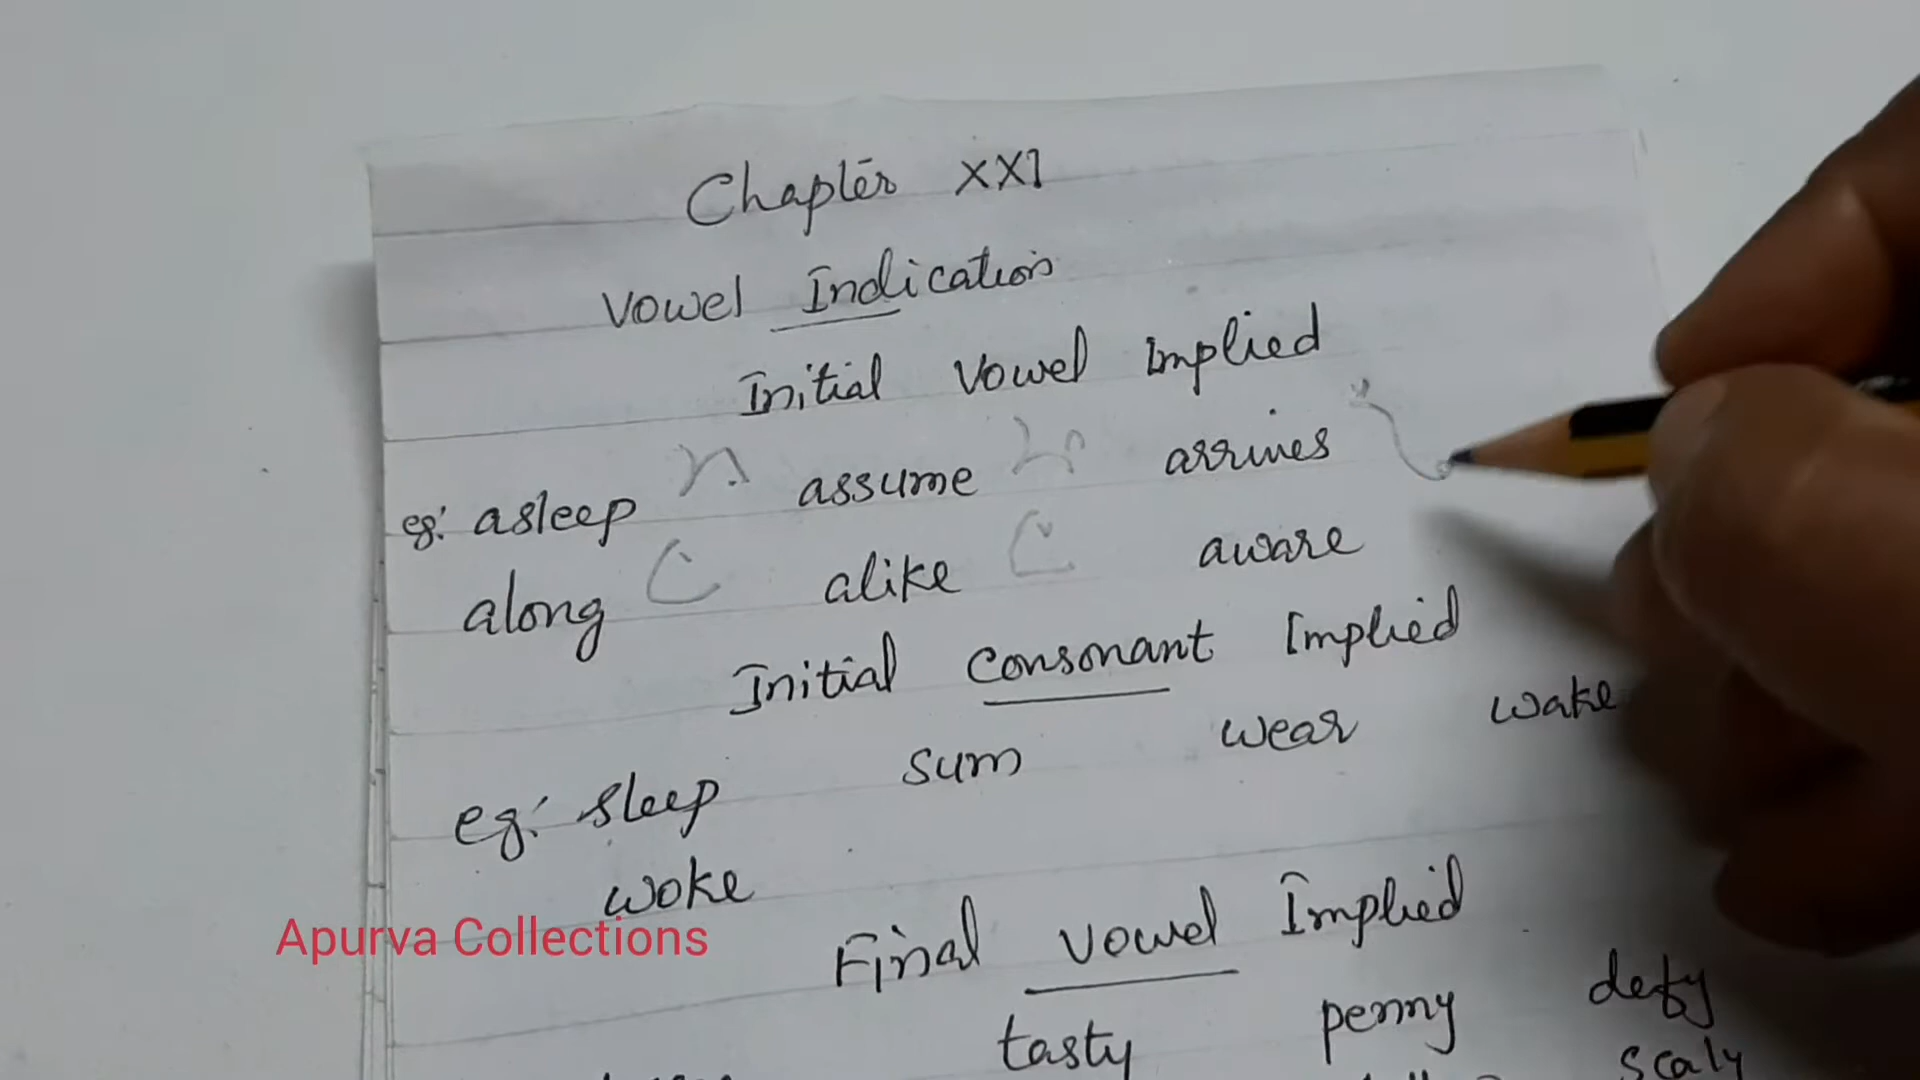 Chapter XXI
Vowel Indication
Initial Vowel Implied
eg: asleep assume arrives
along alike aware
Initial Consonant Implied
eg: sleep sum wear wake
woke
Apurva Collections
Final vowel Implied
tasty penny defy
scaly